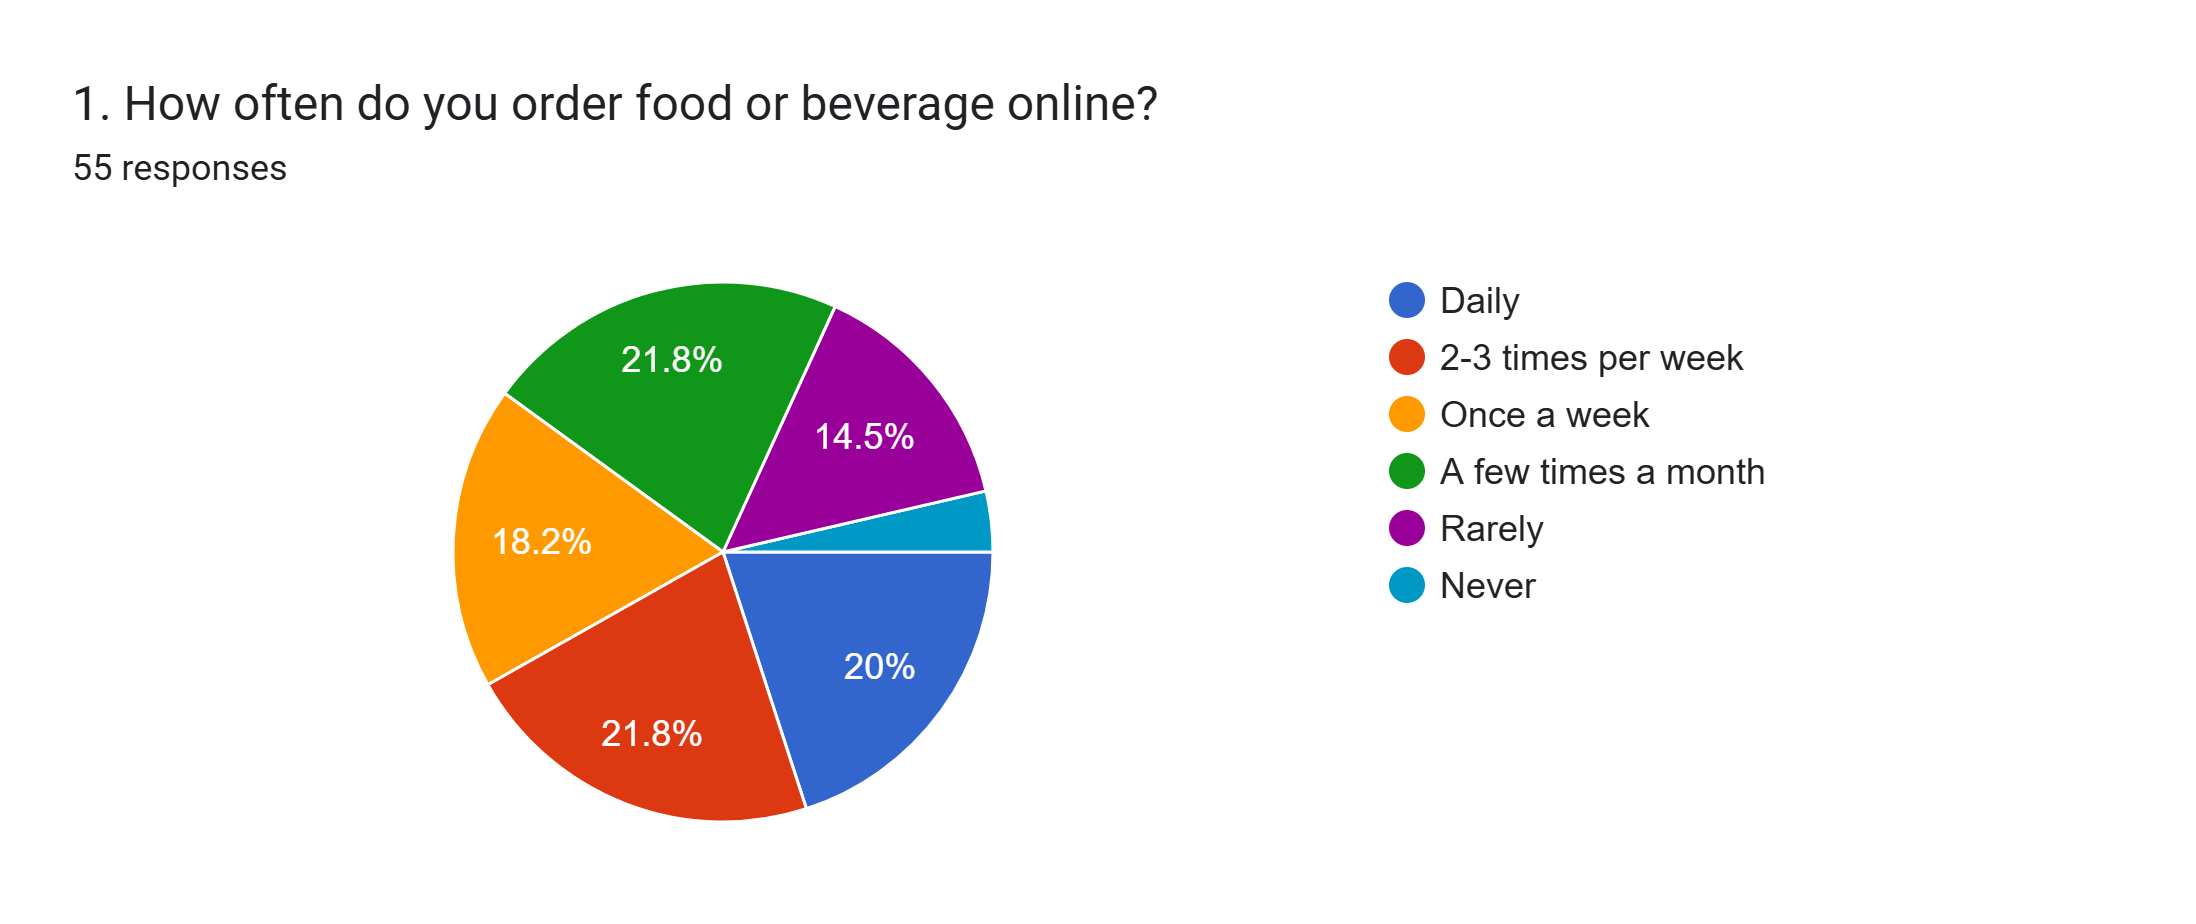 1. How often do you order food or beverage online?
55 responses
21.8%
14.5%
18.2%
20%
21.8%
Daily
2-3 times per week
Once a week
A few times a month
Rarely
Never